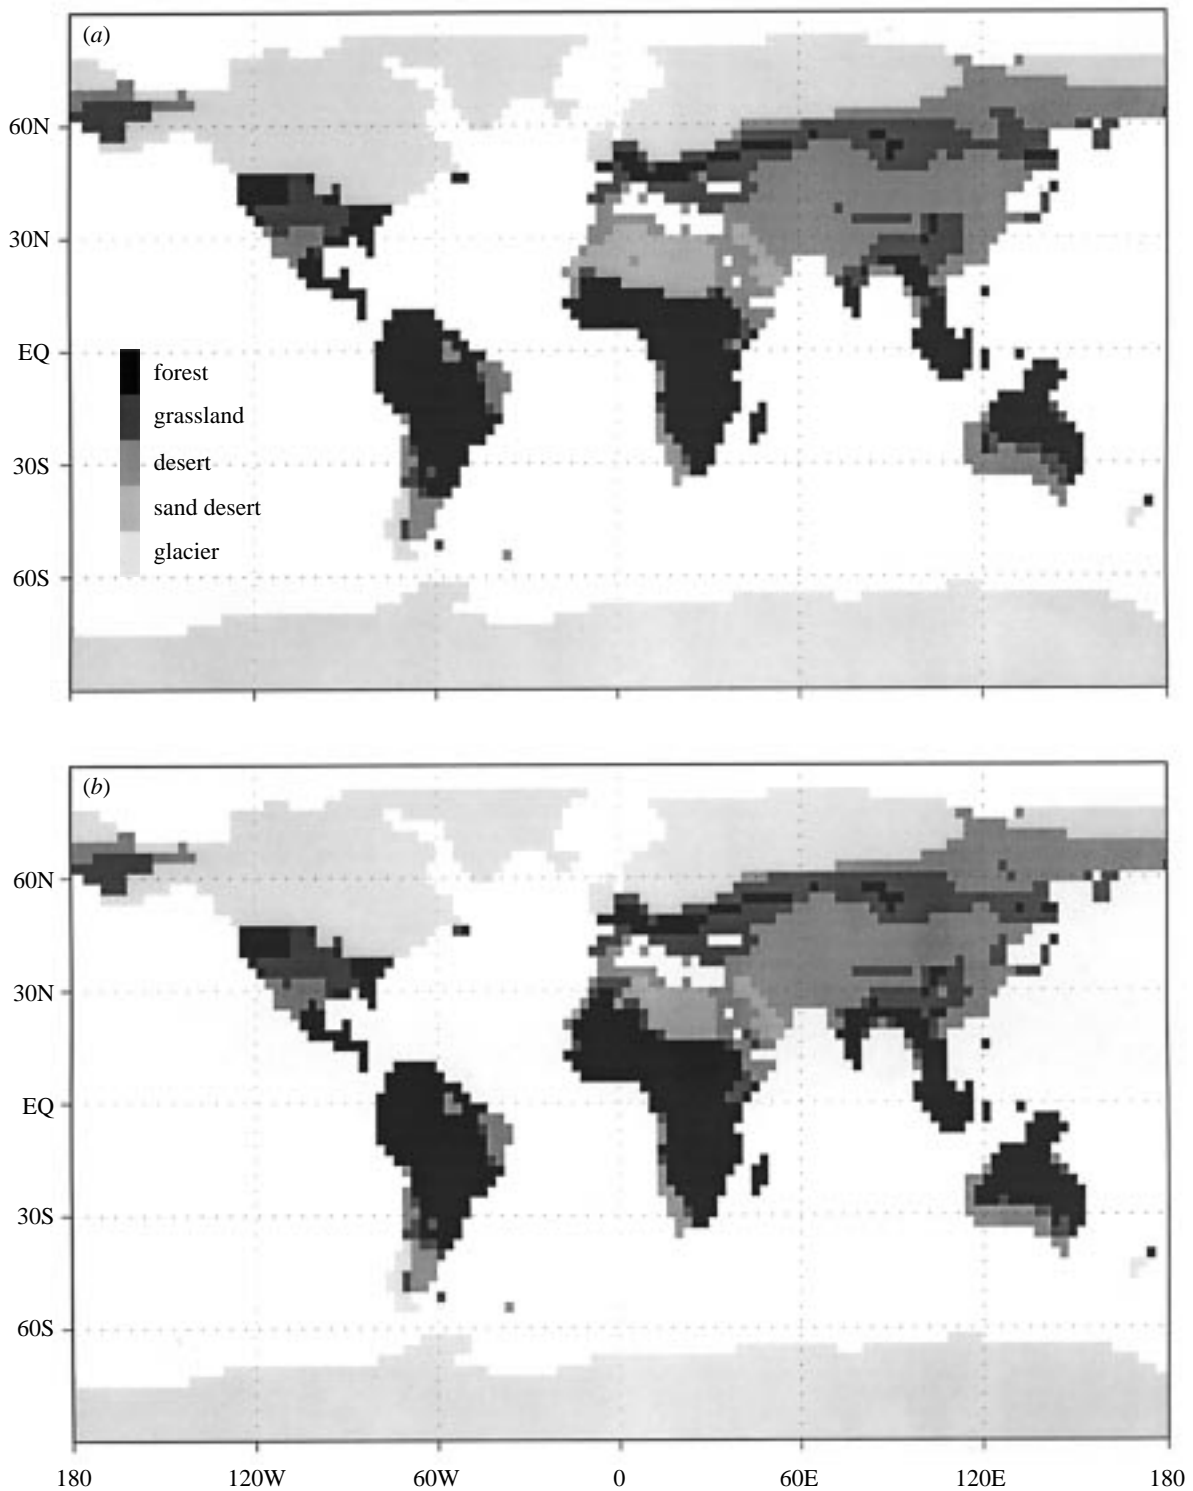 (a)
60N
30N
EQ
30S
60S
forest
grassland
desert
sand desert
glacier
(b)
60N
30N
EQ
30S
60S
180
120W
60W
0
60E
120E
180